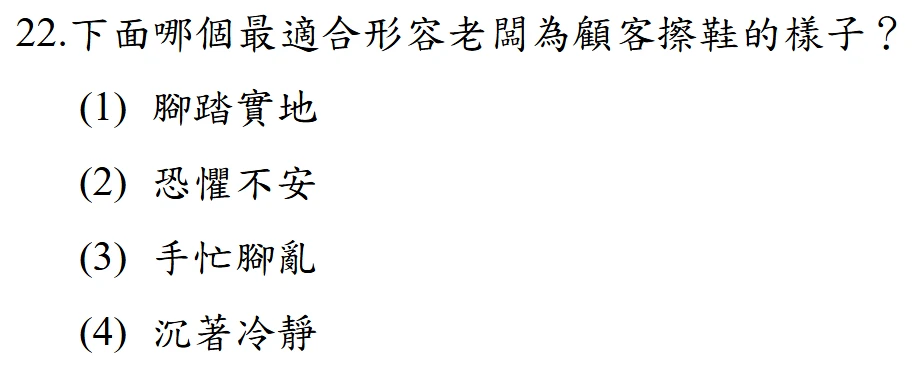 22.下面哪個最適合形容老闆為顧客擦鞋的樣子？
(1) 腳踏實地
(2) 恐懼不安
(3) 手忙腳亂
(4) 沉著冷靜